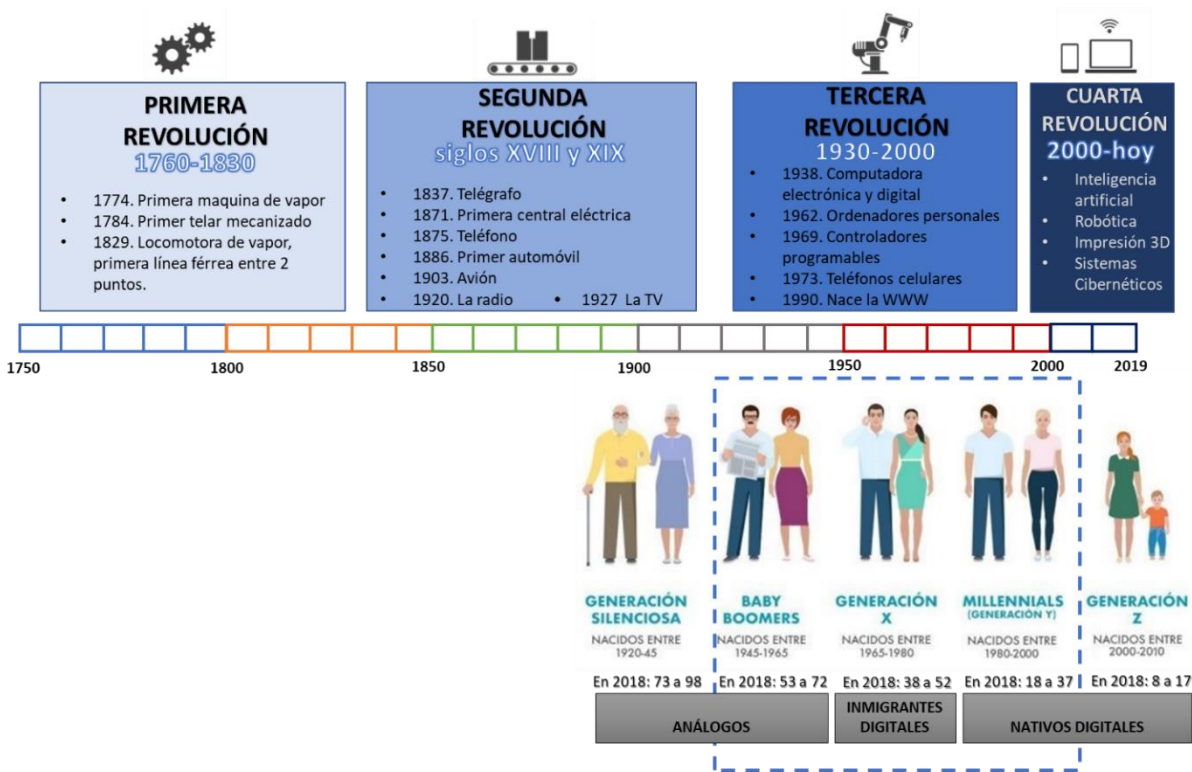 PRIMERA
REVOLUCIÓN
1760-1830
• 1774. Primera maquina de vapor
• 1784. Primer telar mecanizado
• 1829. Locomotora de vapor,
primera línea férrea entre 2
puntos.
SEGUNDA
REVOLUCIÓN
siglos XVIII y XIX
• 1837. Telégrafo
• 1871. Primera central eléctrica
• 1875. Teléfono
• 1886. Primer automóvil
• 1903. Avión
• 1920. La radio • 1927 La TV
TERCERA
REVOLUCIÓN
1930-2000
• 1938. Computadora
electrónica y digital
• 1962. Ordenadores personales
• 1969. Controladores
programables
• 1973. Teléfonos celulares
• 1990. Nace la WWW
CUARTA
REVOLUCIÓN
2000-hoy
• Inteligencia
artificial
• Robótica
• Impresión 3D
• Sistemas
Cibernéticos
1750 1800 1850 1900 1950 2000 2019
GENERACIÓN
SILENCIOSA
NACIDOS ENTRE
1920-45
En 2018: 73 a 98
BABY
BOOMERS
NACIDOS ENTRE
1945-1965
En 2018: 53 a 72
GENERACIÓN
X
NACIDOS ENTRE
1965-1980
En 2018: 38 a 52
MILLENNIALS
(GENERACIÓN Y)
NACIDOS ENTRE
1980-2000
En 2018: 18 a 37
GENERACIÓN
Z
NACIDOS ENTRE
2000-2010
En 2018: 8 a 17
ANÁLOGOS
INMIGRANTES
DIGITALES
NATIVOS DIGITALES